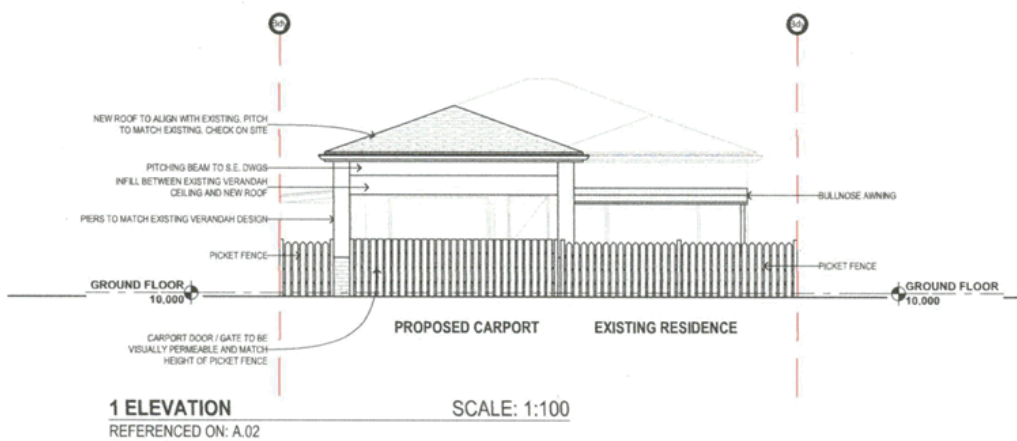 Bdy
Bdy
NEW ROOF TO ALIGN WITH EXISTING. PITCH
TO MATCH EXISTING. CHECK ON SITE
PITCHING BEAM TO S.E. DWGS
INFILL BETWEEN EXISTING VERANDAH
CEILING AND NEW ROOF
BULLNOSE AWNING
PIERS TO MATCH EXISTING VERANDAH DESIGN
PICKET FENCE
PICKET FENCE
GROUND FLOOR
10,000
GROUND FLOOR
10,000
PROPOSED CARPORT
EXISTING RESIDENCE
CARPORT DOOR / GATE TO BE
VISUALLY PERMEABLE AND MATCH
HEIGHT OF PICKET FENCE
1 ELEVATION
SCALE: 1:100
REFERENCED ON: A.02